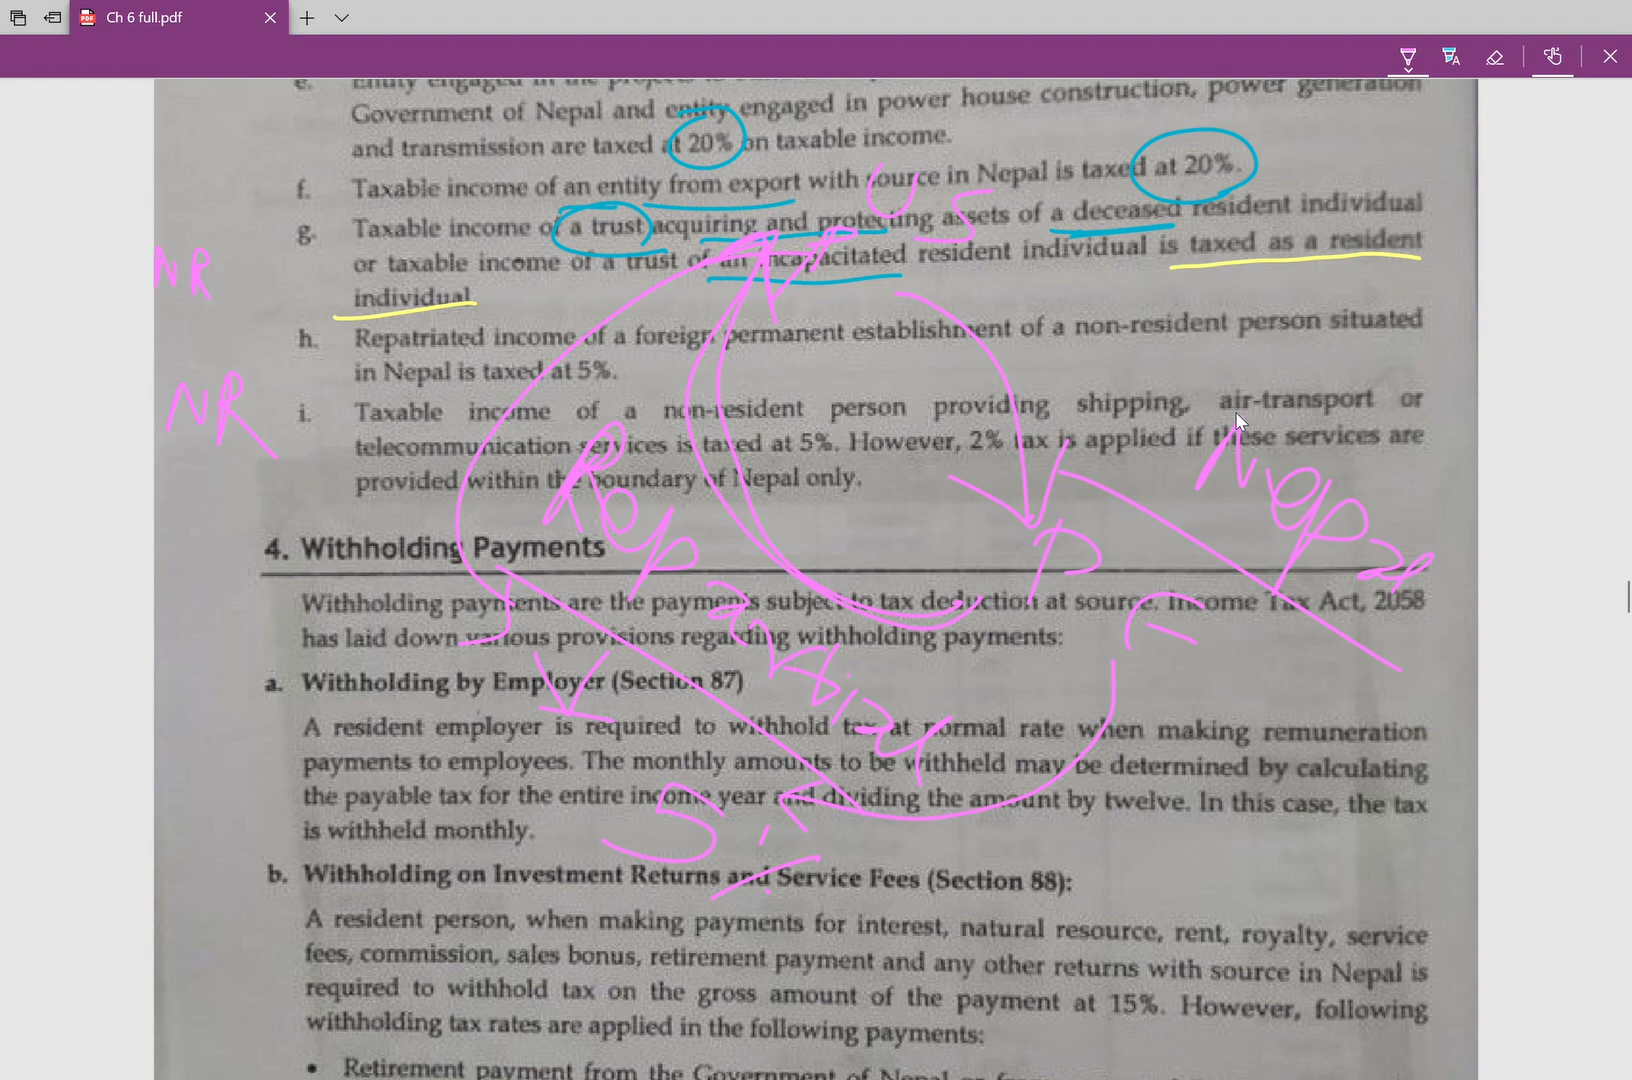 Ch 6 full.pdf
e. Entity engaged in the
Government of Nepal and entity engaged in power house construction, power generation
and transmission are taxed at 20% on taxable income.
f. Taxable income of an entity from export with source in Nepal is taxed at 20%.
g. Taxable income of a trust acquiring and protecting assets of a deceased resident individual
or taxable income of a trust of an incapacitated resident individual is taxed as a resident
individual
h. Repatriated income of a foreign permanent establishment of a non-resident person situated
in Nepal is taxed at 5%.
i. Taxable income of a non-resident person providing shipping, air-transport or
telecommunication services is taxed at 5%. However, 2% tax is applied if these services are
provided within the boundary of Nepal only.
4. Withholding Payments
Withholding payments are the payments subject to tax deduction at source. Income Tax Act, 2058
has laid down various provisions regarding withholding payments:
a. Withholding by Employer (Section 87)
A resident employer is required to withhold tax at normal rate when making remuneration
payments to employees. The monthly amounts to be withheld may be determined by calculating
the payable tax for the entire income year and dividing the amount by twelve. In this case, the tax
is withheld monthly.
b. Withholding on Investment Returns and Service Fees (Section 88):
A resident person, when making payments for interest, natural resource, rent, royalty, service
fees, commission, sales bonus, retirement payment and any other returns with source in Nepal is
required to withhold tax on the gross amount of the payment at 15%. However, following
withholding tax rates are applied in the following payments:
• Retirement payment from the Government of Nepal or
NR
NR
US
Nepal